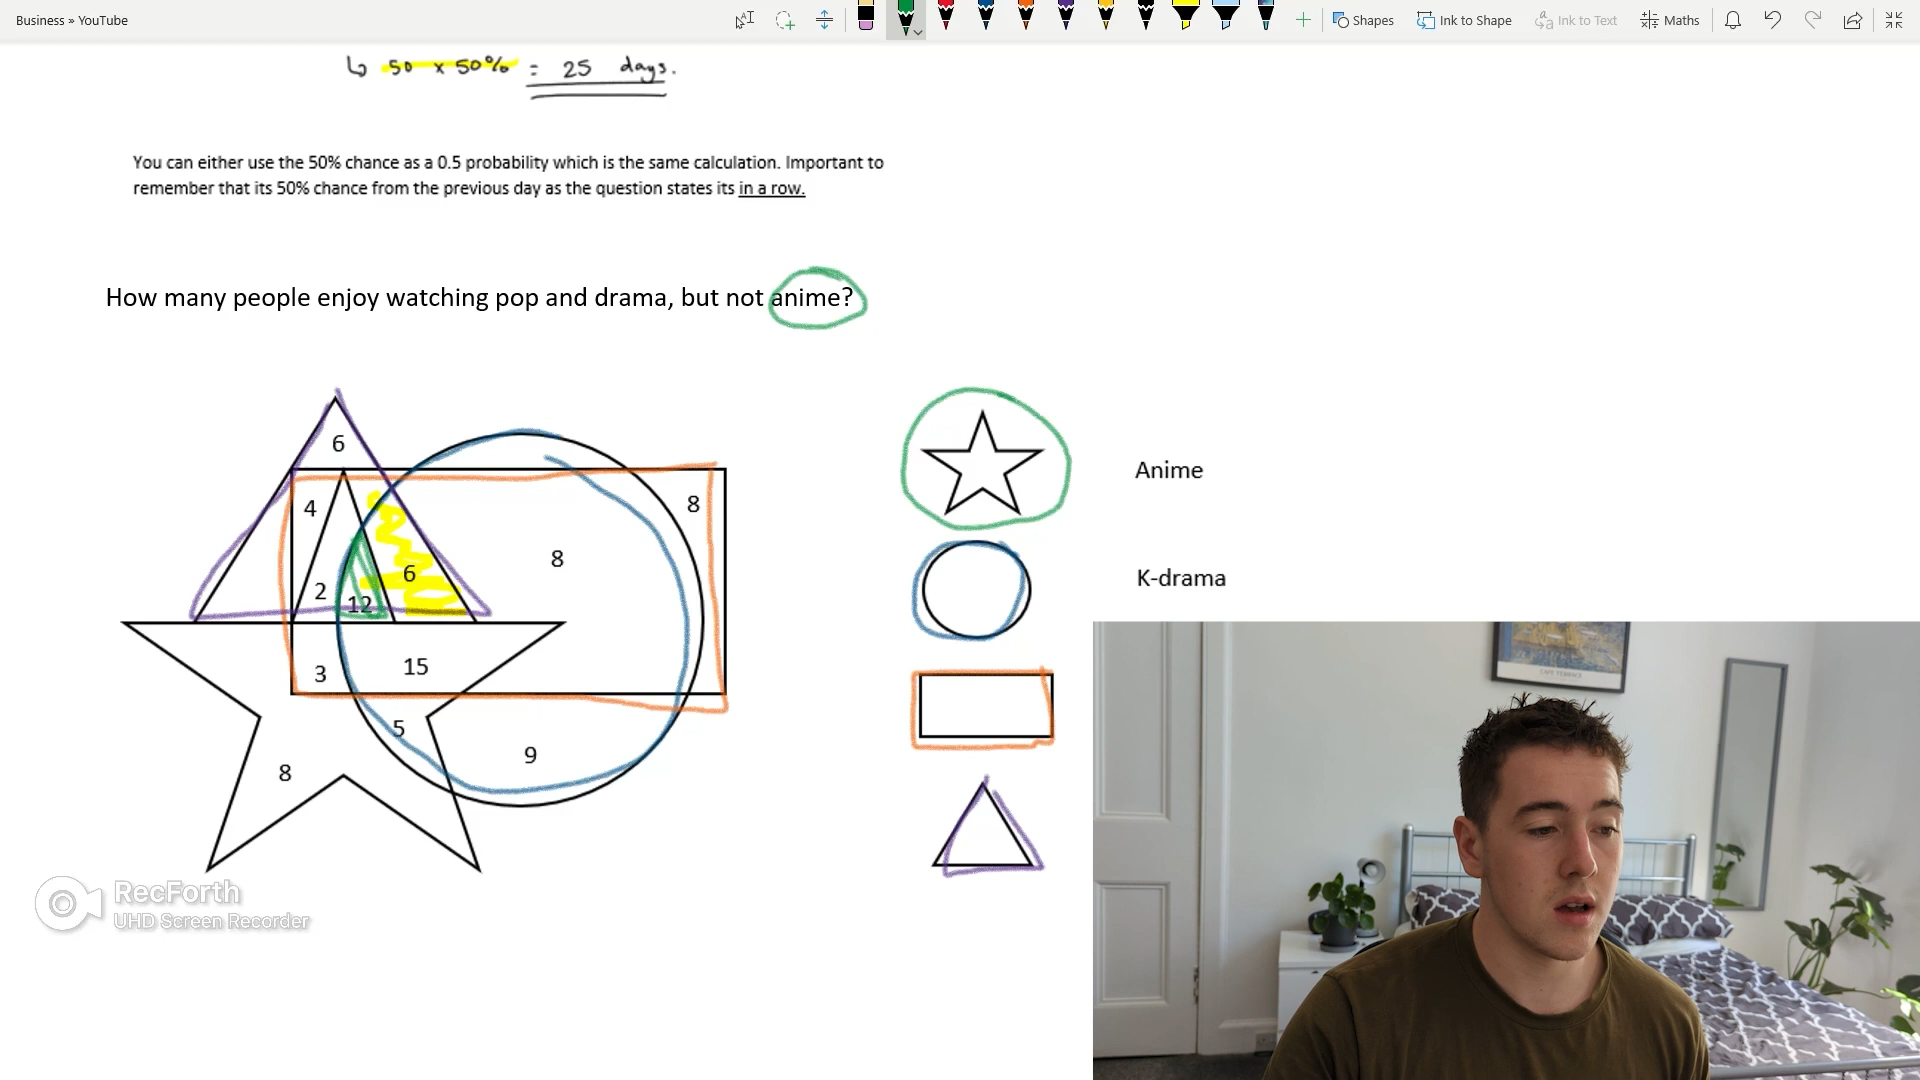 Business » YouTube
Shapes
Ink to Shape
Ink to Text
Maths
↳ 50 x 50% = 25 days.
You can either use the 50% chance as a 0.5 probability which is the same calculation. Important to
remember that its 50% chance from the previous day as the question states its in a row.
How many people enjoy watching pop and drama, but not anime?
6
4
8
8
6
2
12
3
15
5
9
8
Anime
K-drama
RecForth
UHD Screen Recorder